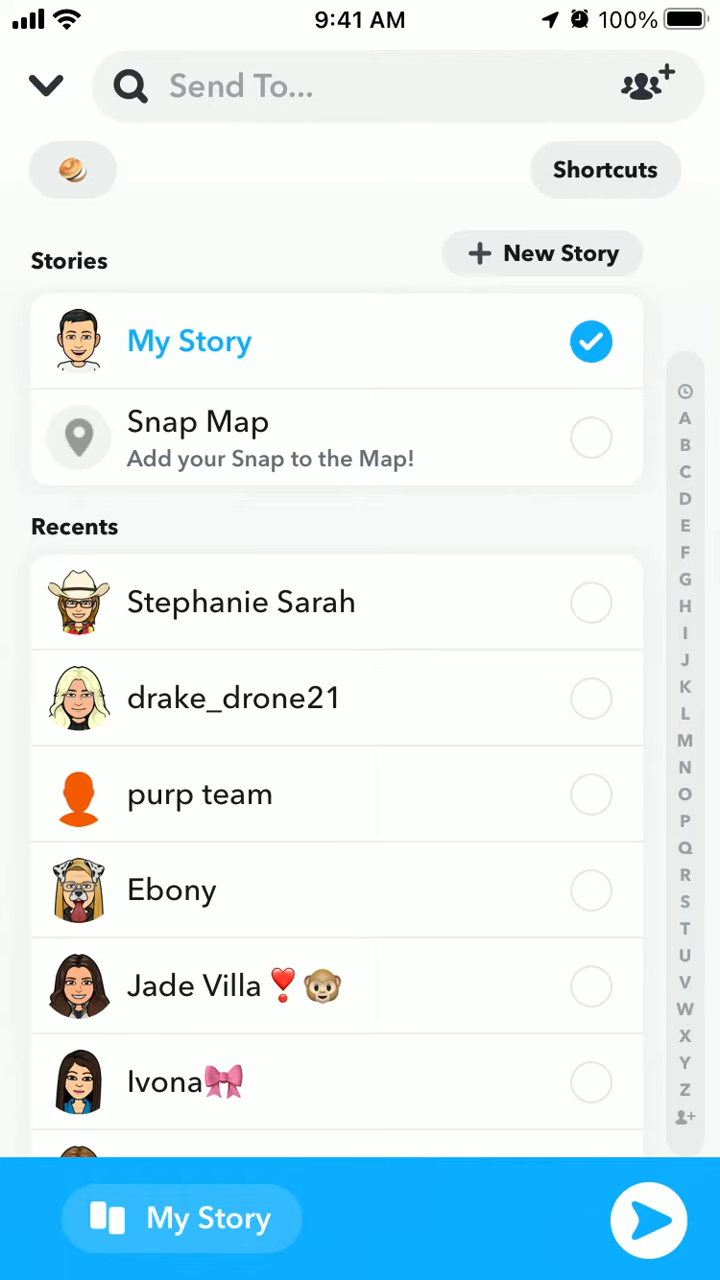 9:41 AM
100%
Send To...
Shortcuts
Stories
New Story
My Story
Snap Map
Add your Snap to the Map!
Recents
Stephanie Sarah
drake_drone21
purp team
Ebony
Jade Villa ❣️🐵
Ivona🎀
A
B
C
D
E
F
G
H
I
J
K
L
M
N
O
P
Q
R
S
T
U
V
W
X
Y
Z
My Story